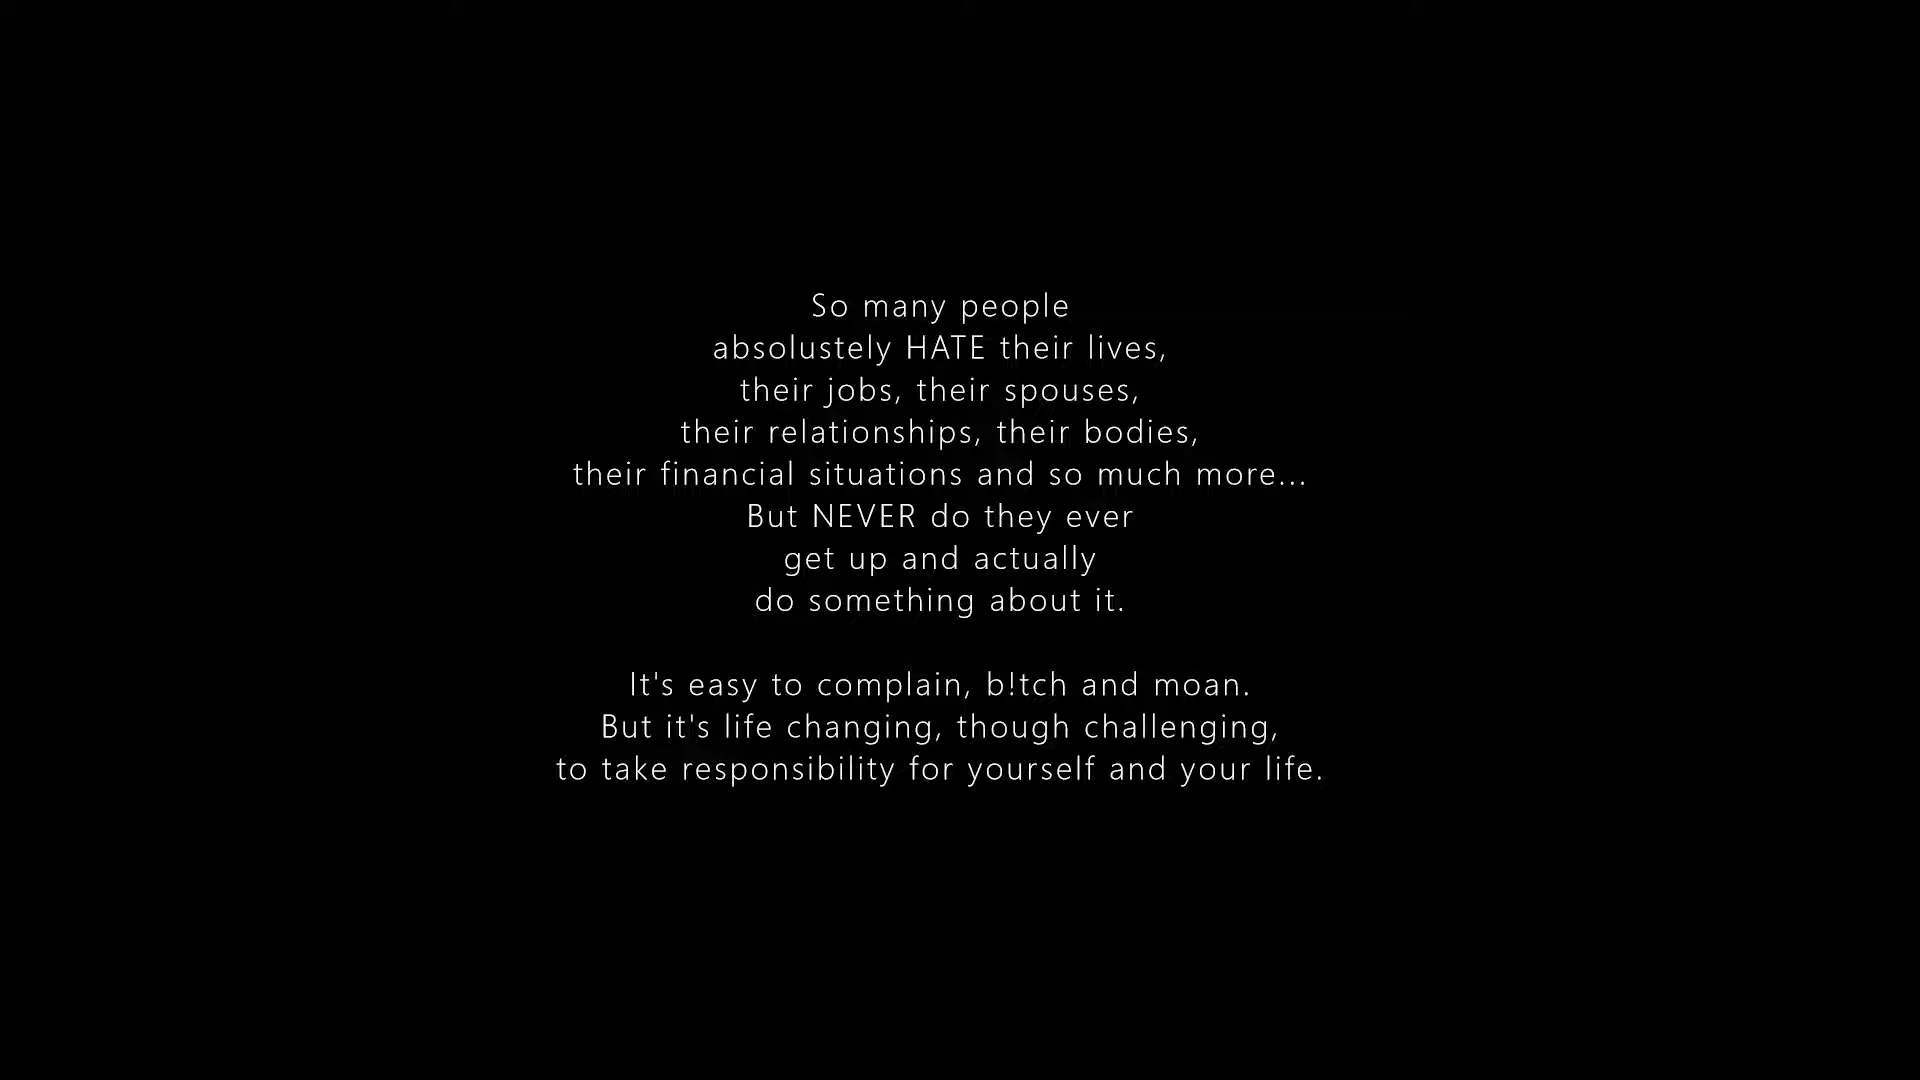 So many people
absolustely HATE their lives,
their jobs, their spouses,
their relationships, their bodies,
their financial situations and so much more...
But NEVER do they ever
get up and actually
do something about it.
It's easy to complain, b!tch and moan.
But it's life changing, though challenging,
to take responsibility for yourself and your life.